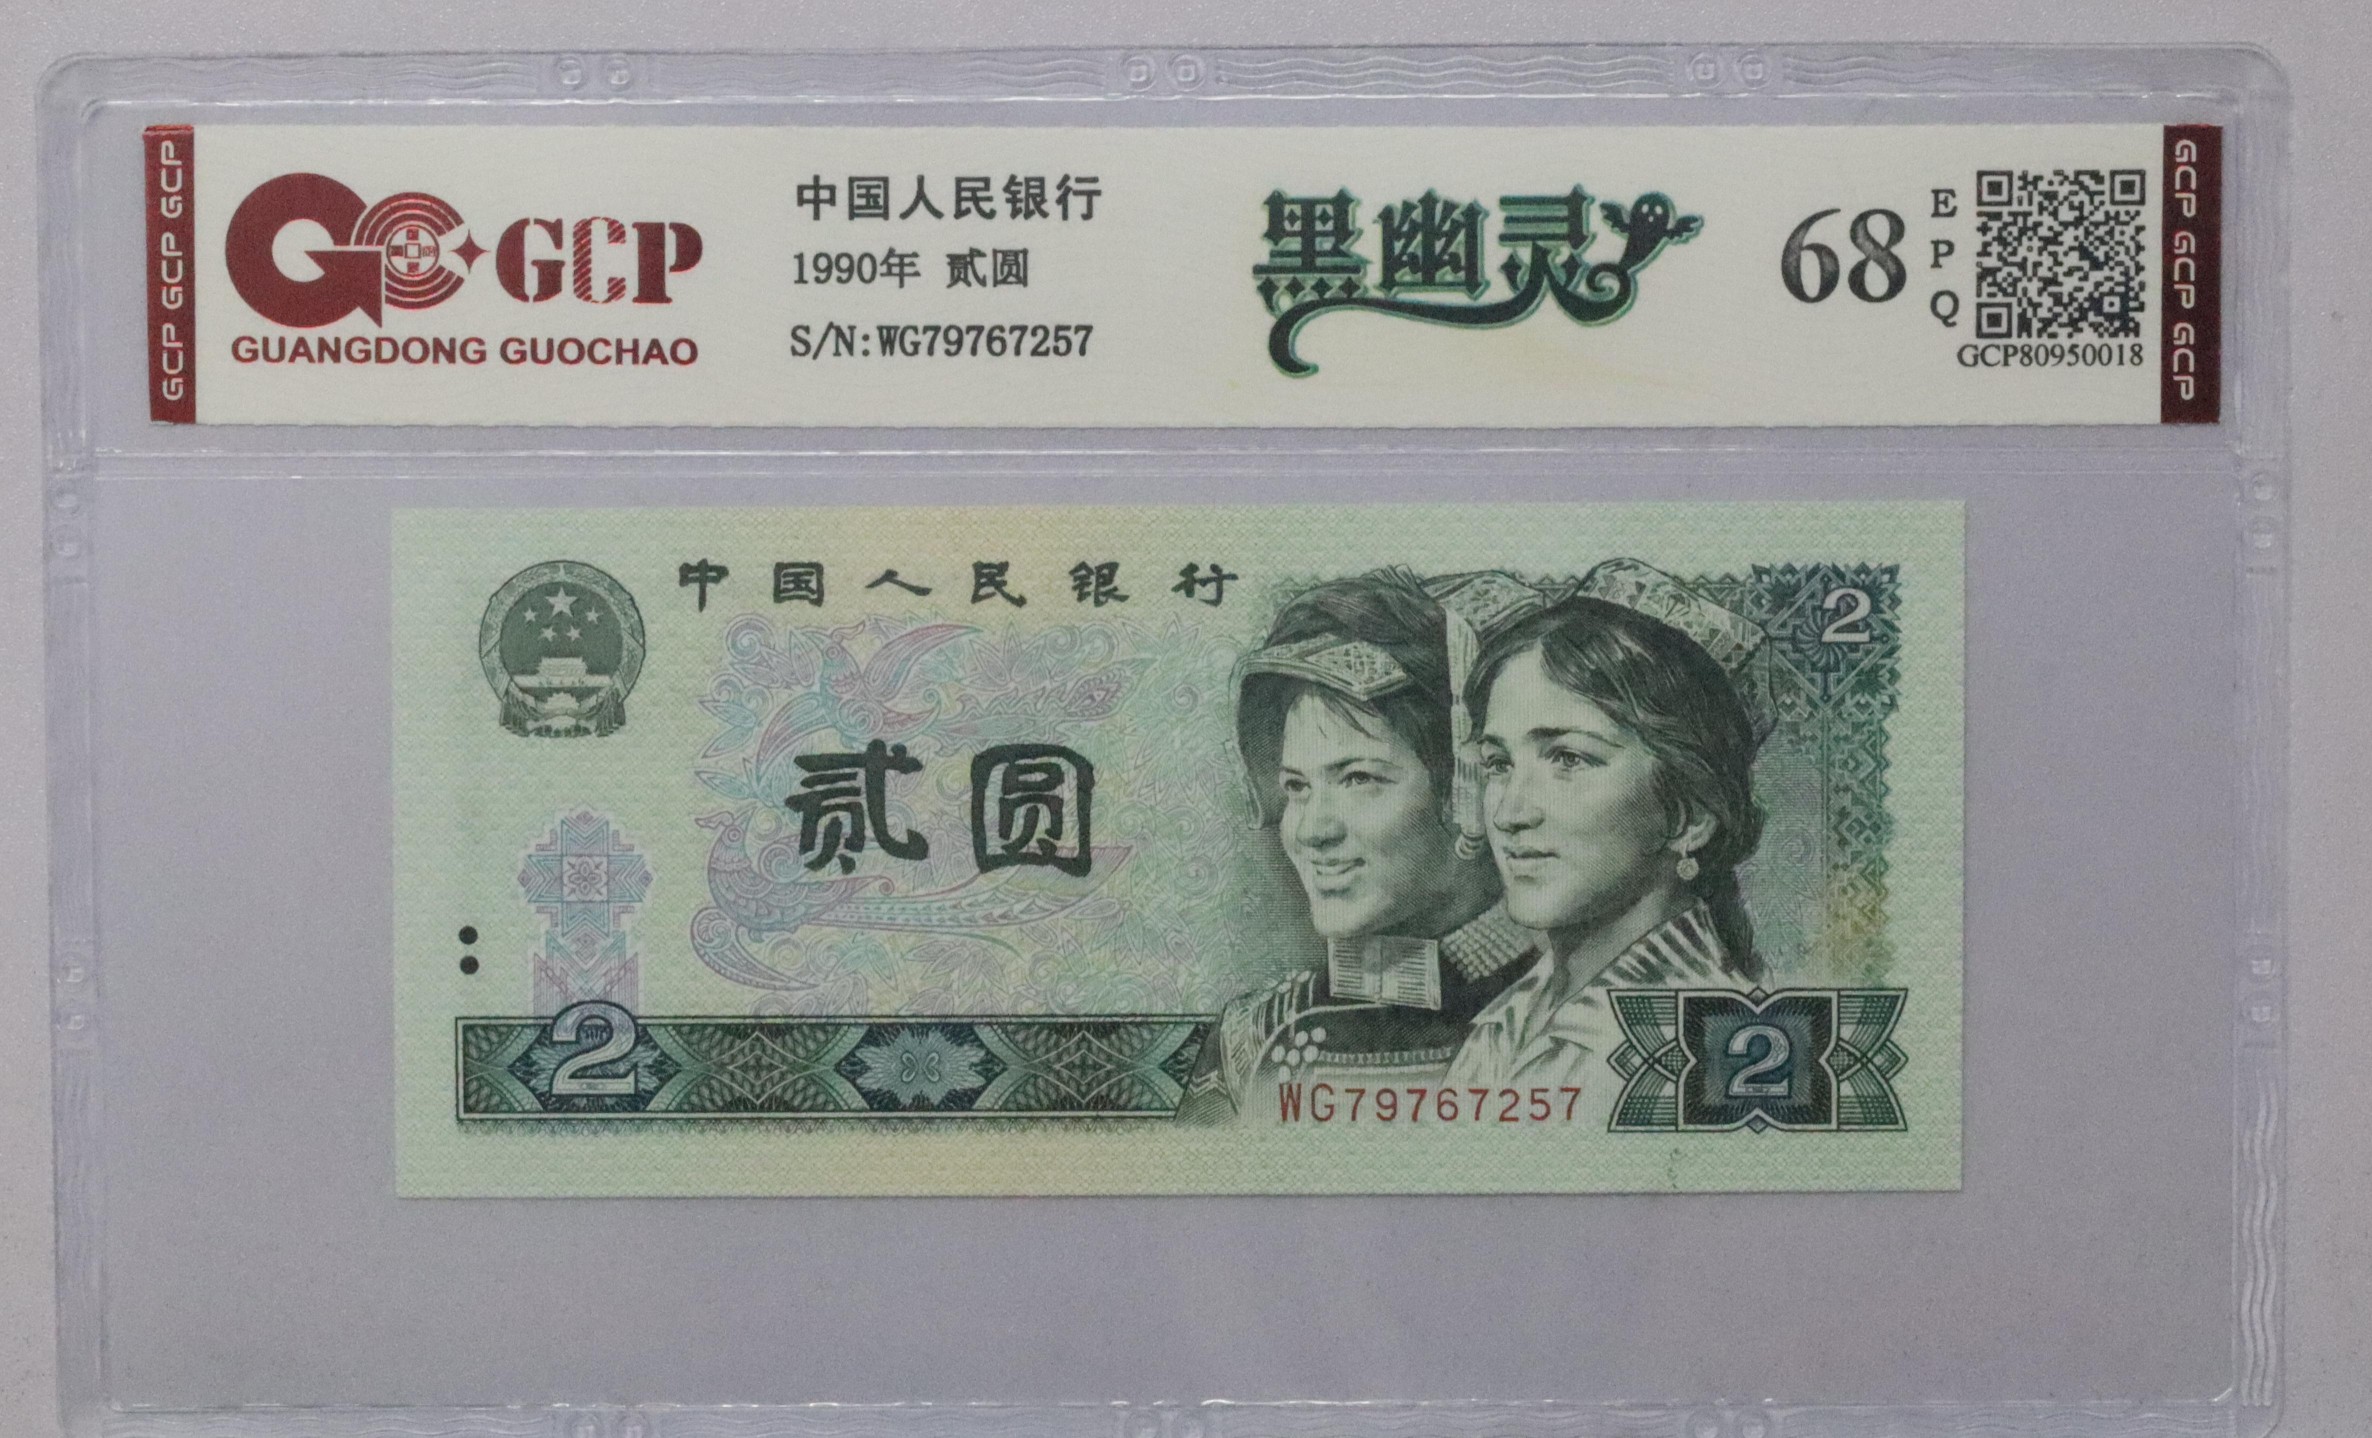 GCP GCP GCP
GCP
GUANGDONG GUOCHAO
中国人民银行
1990年 贰圆
S/N:WG79767257
黑幽灵
68
E
P
Q
GCP80950018
GCP GCP GCP
中国人民银行
2
贰圆
2
WG79767257
2